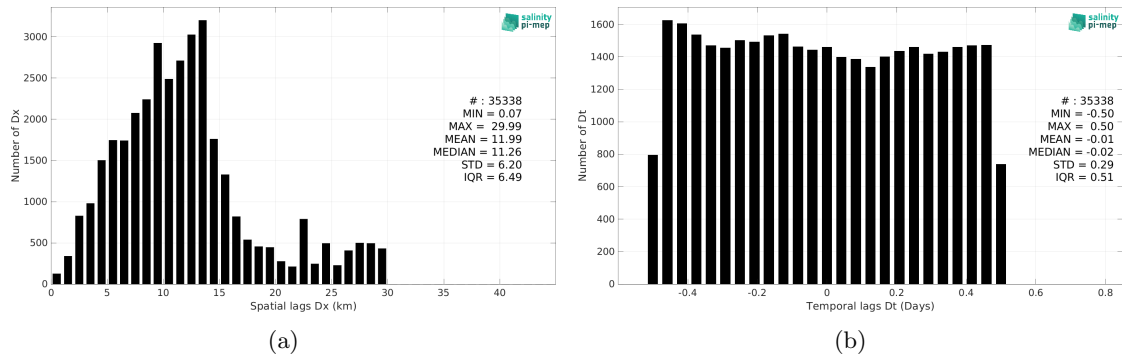 salinity
pi-mep
3000
2500
2000
1500
1000
500
0
Number of Dx
# : 35338
MIN = 0.07
MAX = 29.99
MEAN = 11.99
MEDIAN = 11.26
STD = 6.20
IQR = 6.49
0 5 10 15 20 25 30 35 40
Spatial lags Dx (km)
(a)
salinity
pi-mep
1600
1400
1200
1000
800
600
400
200
0
Number of Dt
# : 35338
MIN = -0.50
MAX = 0.50
MEAN = -0.01
MEDIAN = -0.02
STD = 0.29
IQR = 0.51
-0.4 -0.2 0 0.2 0.4 0.6 0.8
Temporal lags Dt (Days)
(b)